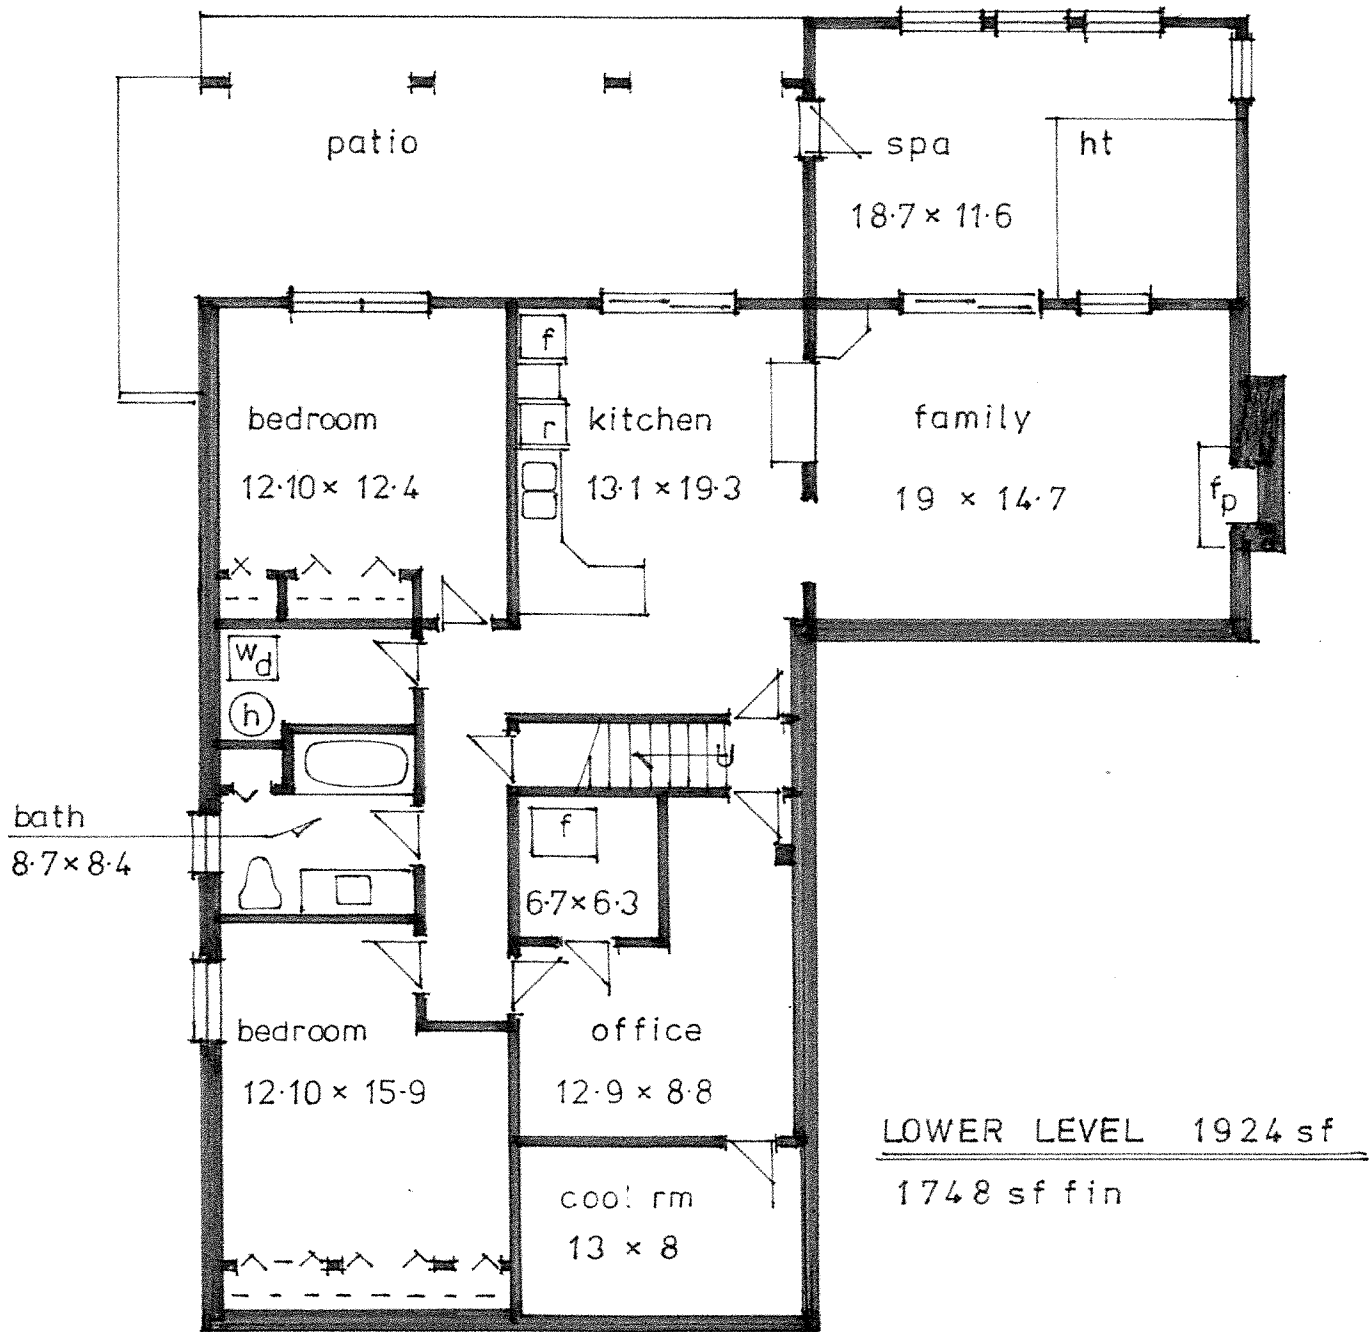 patio
spa
ht
18·7 × 11·6
f
bedroom
r
kitchen
family
12·10 × 12·4
13·1 × 19·3
19 × 14·7
fp
wd
h
U
bath
8·7 × 8·4
f
6·7 × 6·3
bedroom
office
12·10 × 15·9
12·9 × 8·8
LOWER LEVEL 1924 sf
1748 sf fin
cool rm
13 × 8